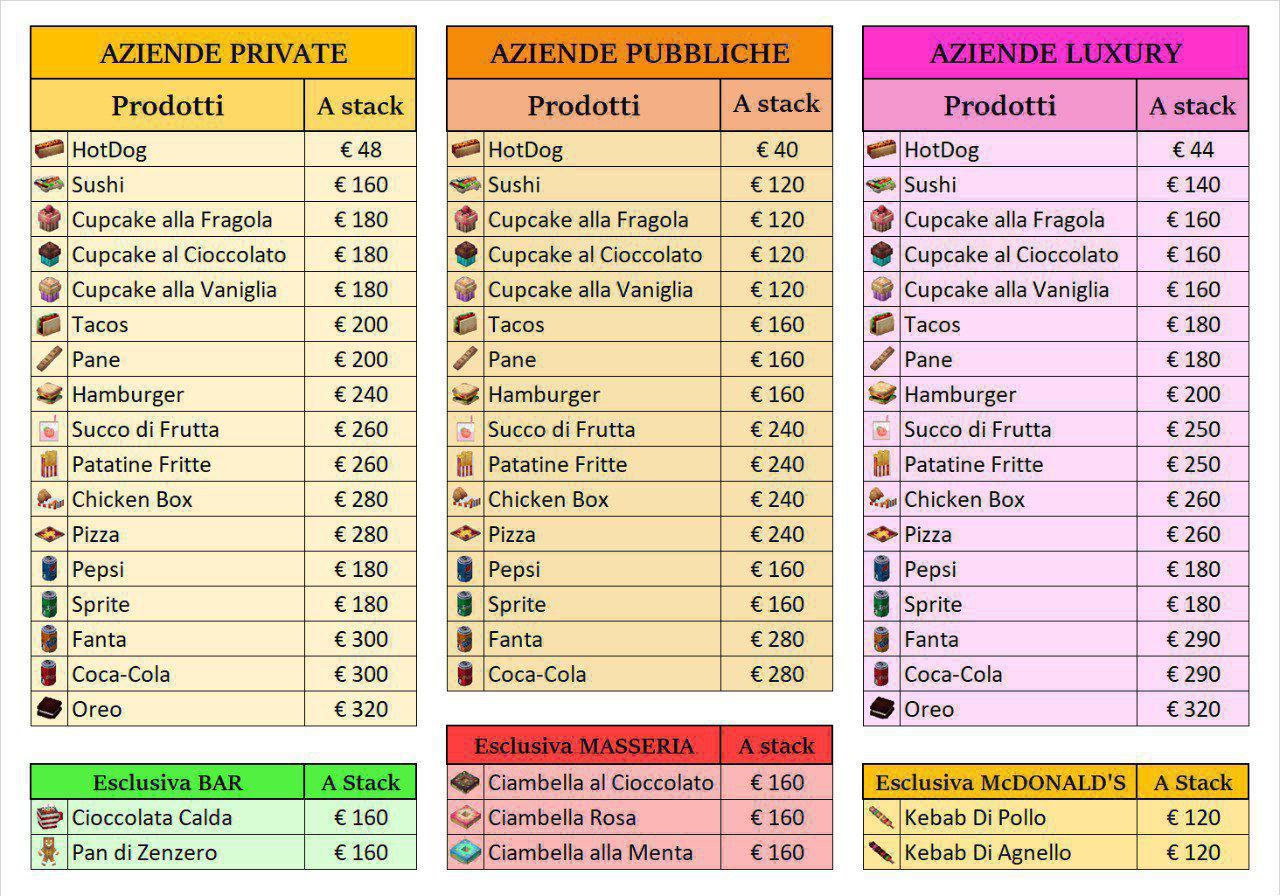 AZIENDE PRIVATE
Prodotti A stack
HotDog € 48
Sushi € 160
Cupcake alla Fragola € 180
Cupcake al Cioccolato € 180
Cupcake alla Vaniglia € 180
Tacos € 200
Pane € 200
Hamburger € 240
Succo di Frutta € 260
Patatine Fritte € 260
Chicken Box € 280
Pizza € 280
Pepsi € 180
Sprite € 180
Fanta € 300
Coca-Cola € 300
Oreo € 320
Esclusiva BAR A Stack
Cioccolata Calda € 160
Pan di Zenzero € 160
AZIENDE PUBBLICHE
Prodotti A stack
HotDog € 40
Sushi € 120
Cupcake alla Fragola € 120
Cupcake al Cioccolato € 120
Cupcake alla Vaniglia € 120
Tacos € 160
Pane € 160
Hamburger € 160
Succo di Frutta € 240
Patatine Fritte € 240
Chicken Box € 240
Pizza € 240
Pepsi € 160
Sprite € 160
Fanta € 280
Coca-Cola € 280
Esclusiva MASSERIA A stack
Ciambella al Cioccolato € 160
Ciambella Rosa € 160
Ciambella alla Menta € 160
AZIENDE LUXURY
Prodotti A stack
HotDog € 44
Sushi € 140
Cupcake alla Fragola € 160
Cupcake al Cioccolato € 160
Cupcake alla Vaniglia € 160
Tacos € 180
Pane € 180
Hamburger € 200
Succo di Frutta € 250
Patatine Fritte € 250
Chicken Box € 260
Pizza € 260
Pepsi € 180
Sprite € 180
Fanta € 290
Coca-Cola € 290
Oreo € 320
Esclusiva McDONALD'S A Stack
Kebab Di Pollo € 120
Kebab Di Agnello € 120